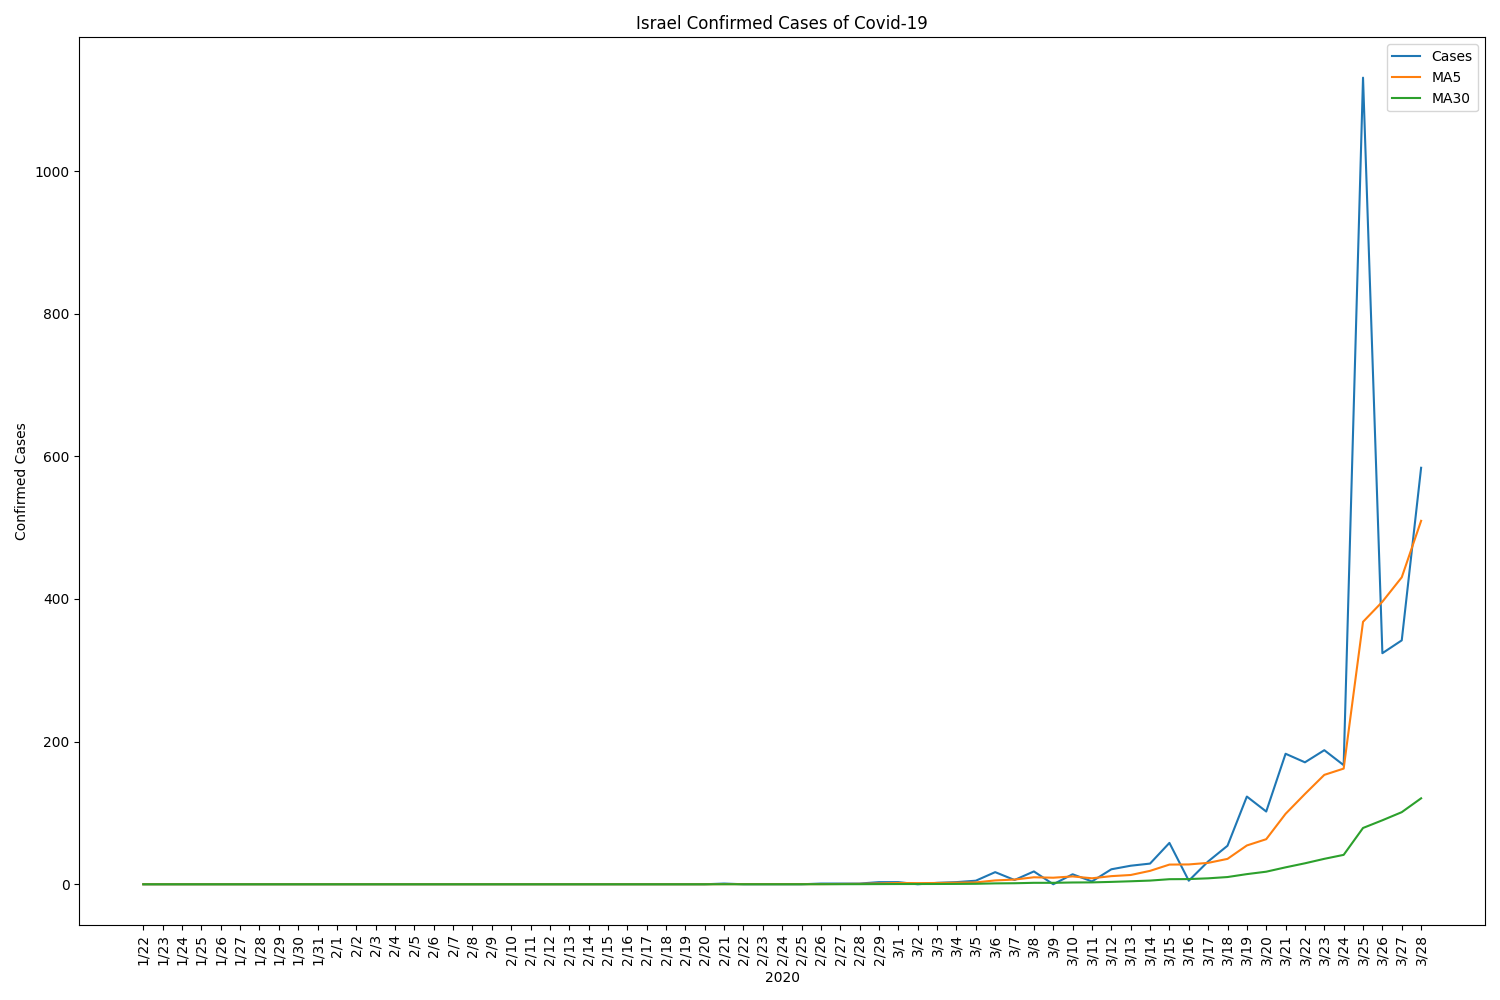 Israel Confirmed Cases of Covid-19
Cases
MA5
MA30
Confirmed Cases
1000
800
600
400
200
0
1/22 1/23 1/24 1/25 1/26 1/27 1/28 1/29 1/30 1/31 2/1 2/2 2/3 2/4 2/5 2/6 2/7 2/8 2/9 2/10 2/11 2/12 2/13 2/14 2/15 2/16 2/17 2/18 2/19 2/20 2/21 2/22 2/23 2/24 2/25 2/26 2/27 2/28 2/29 3/1 3/2 3/3 3/4 3/5 3/6 3/7 3/8 3/9 3/10 3/11 3/12 3/13 3/14 3/15 3/16 3/17 3/18 3/19 3/20 3/21 3/22 3/23 3/24 3/25 3/26 3/27 3/28
2020